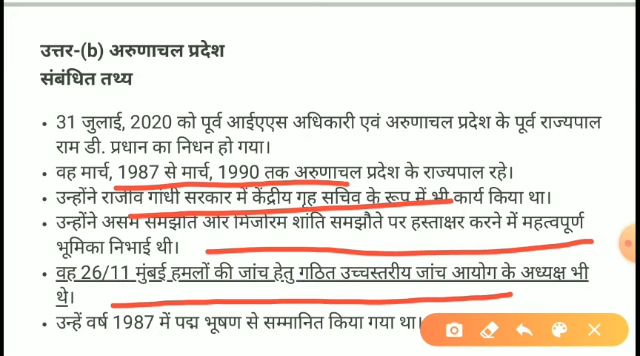 उत्तर-(b) अरुणाचल प्रदेश
संबंधित तथ्य
• 31 जुलाई, 2020 को पूर्व आईएएस अधिकारी एवं अरुणाचल प्रदेश के पूर्व राज्यपाल
राम डी. प्रधान का निधन हो गया।
• वह मार्च, 1987 से मार्च, 1990 तक अरुणाचल प्रदेश के राज्यपाल रहे।
• उन्होंने राजीव गांधी सरकार में केंद्रीय गृह सचिव के रूप में भी कार्य किया था।
• उन्होंने असम समझौते और मिजोरम शांति समझौते पर हस्ताक्षर करने में महत्वपूर्ण
भूमिका निभाई थी।
• वह 26/11 मुंबई हमलों की जांच हेतु गठित उच्चस्तरीय जांच आयोग के अध्यक्ष भी
थे।
• उन्हें वर्ष 1987 में पद्म भूषण से सम्मानित किया गया था।